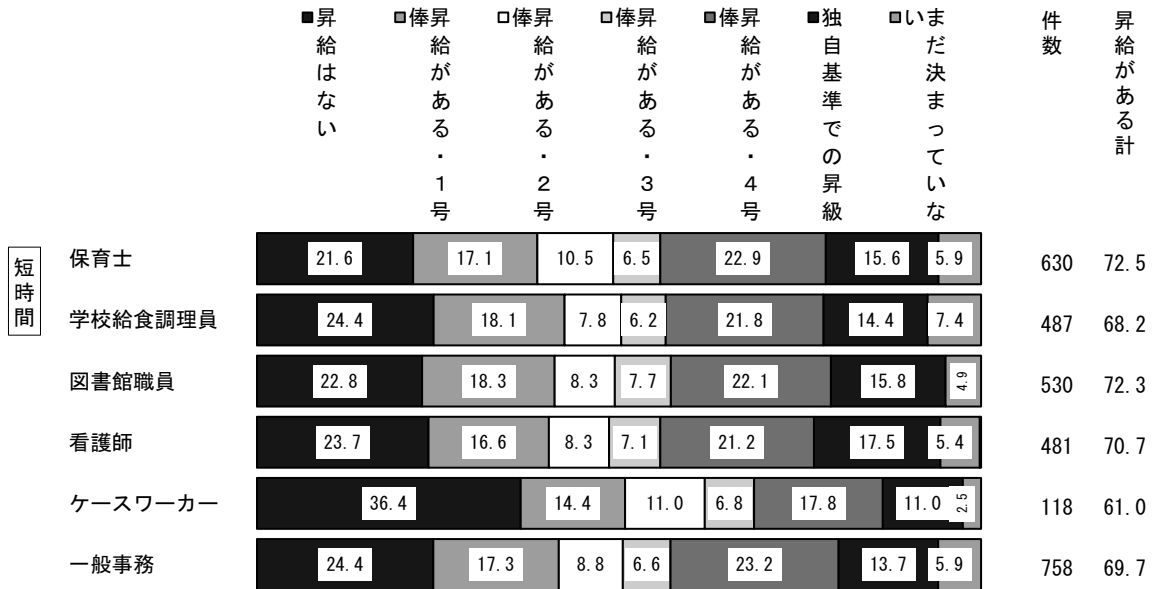 ■昇給はない
■俸昇給がある・1号
□俸昇給がある・2号
□俸昇給がある・3号
■俸昇給がある・4号
■独自基準での昇級
■いまだ決まっていな
件数
昇給がある計
短時間
保育士 21.6 17.1 10.5 6.5 22.9 15.6 5.9 630 72.5
学校給食調理員 24.4 18.1 7.8 6.2 21.8 14.4 7.4 487 68.2
図書館職員 22.8 18.3 8.3 7.7 22.1 15.8 4.9 530 72.3
看護師 23.7 16.6 8.3 7.1 21.2 17.5 5.4 481 70.7
ケースワーカー 36.4 14.4 11.0 6.8 17.8 11.0 2.5 118 61.0
一般事務 24.4 17.3 8.8 6.6 23.2 13.7 5.9 758 69.7